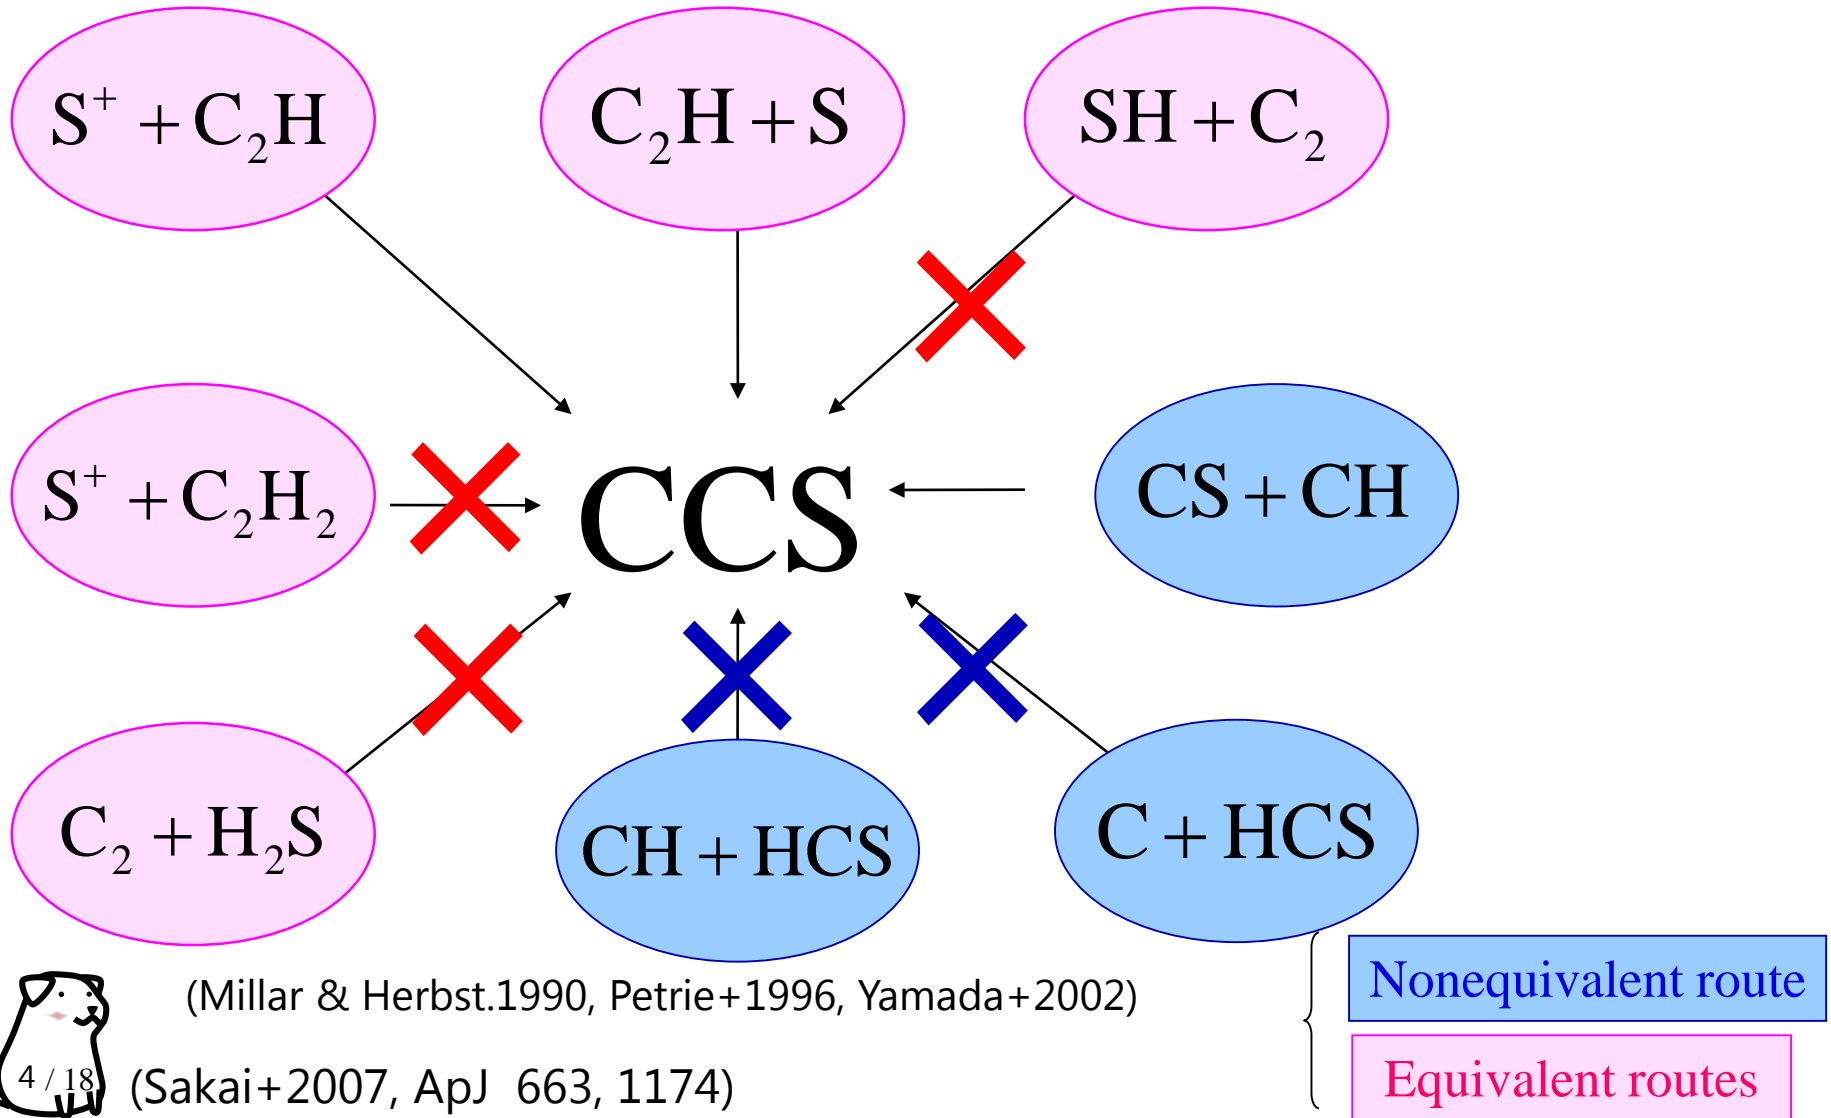 S⁺ + C₂H
C₂H + S
SH + C₂
S⁺ + C₂H₂
CCS
CS + CH
C₂ + H₂S
CH + HCS
C + HCS
Nonequivalent route
(Millar & Herbst.1990, Petrie+1996, Yamada+2002)
Equivalent routes
4 / 18
(Sakai+2007, ApJ 663, 1174)